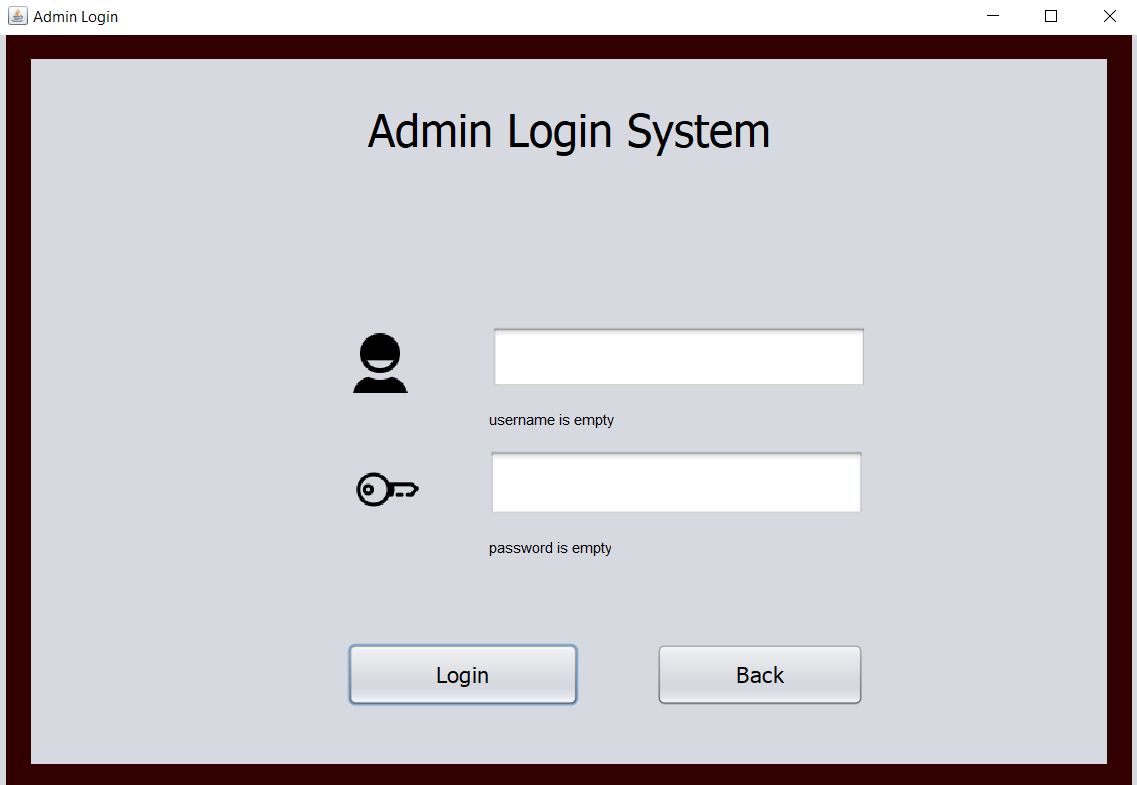 Admin Login
Admin Login System
username is empty
password is empty
Login
Back